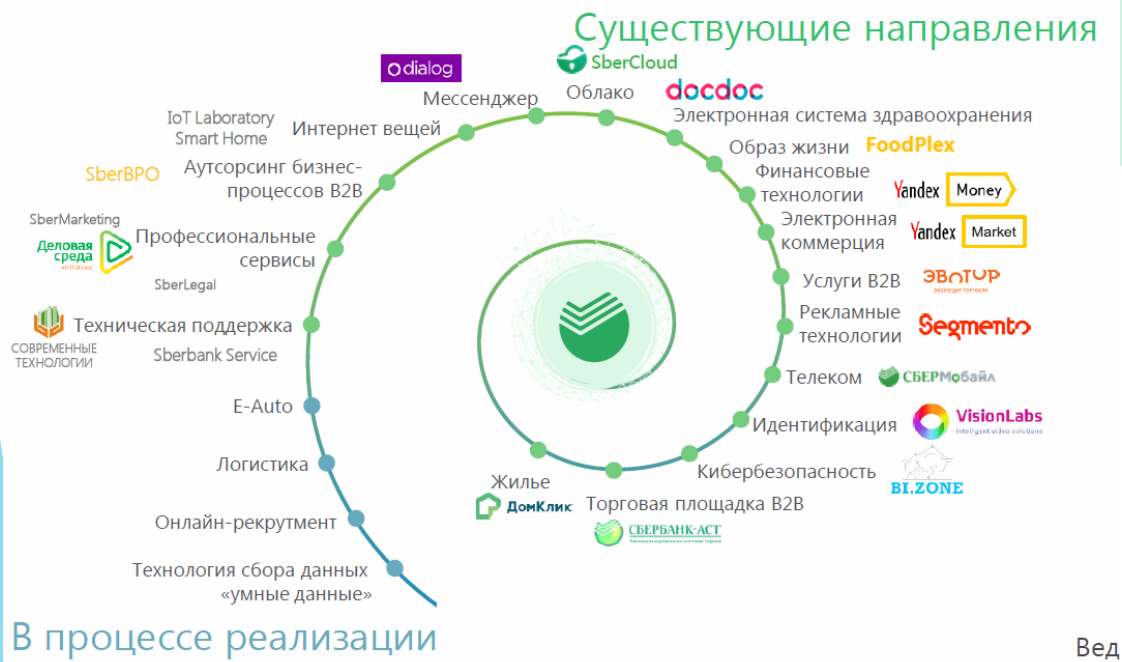 Существующие направления
dialog
SberCloud
Мессенджер
Облако
docdoc
Электронная система здравоохранения
IoT Laboratory
Smart Home
Интернет вещей
Образ жизни
FoodPlex
SberBPO
Аутсорсинг бизнес-
процессов B2B
Финансовые
технологии
Yandex Money
SberMarketing
Деловая
среда
Профессиональные
сервисы
SberLegal
Электронная
коммерция
Yandex Market
Услуги B2B
ЭВОТОР
Рекламные
технологии
Segmento
Техническая поддержка
СОВРЕМЕННЫЕ
ТЕХНОЛОГИИ
Sberbank Service
Телеком
СБЕРМобайл
E-Auto
Идентификация
VisionLabs
intelligent video solutions
Логистика
Кибербезопасность
BI.ZONE
Жилье
ДомКлик
Торговая площадка B2B
СБЕРБАНК-АСТ
Онлайн-рекрутмент
Технология сбора данных
«умные данные»
В процессе реализации
Вед